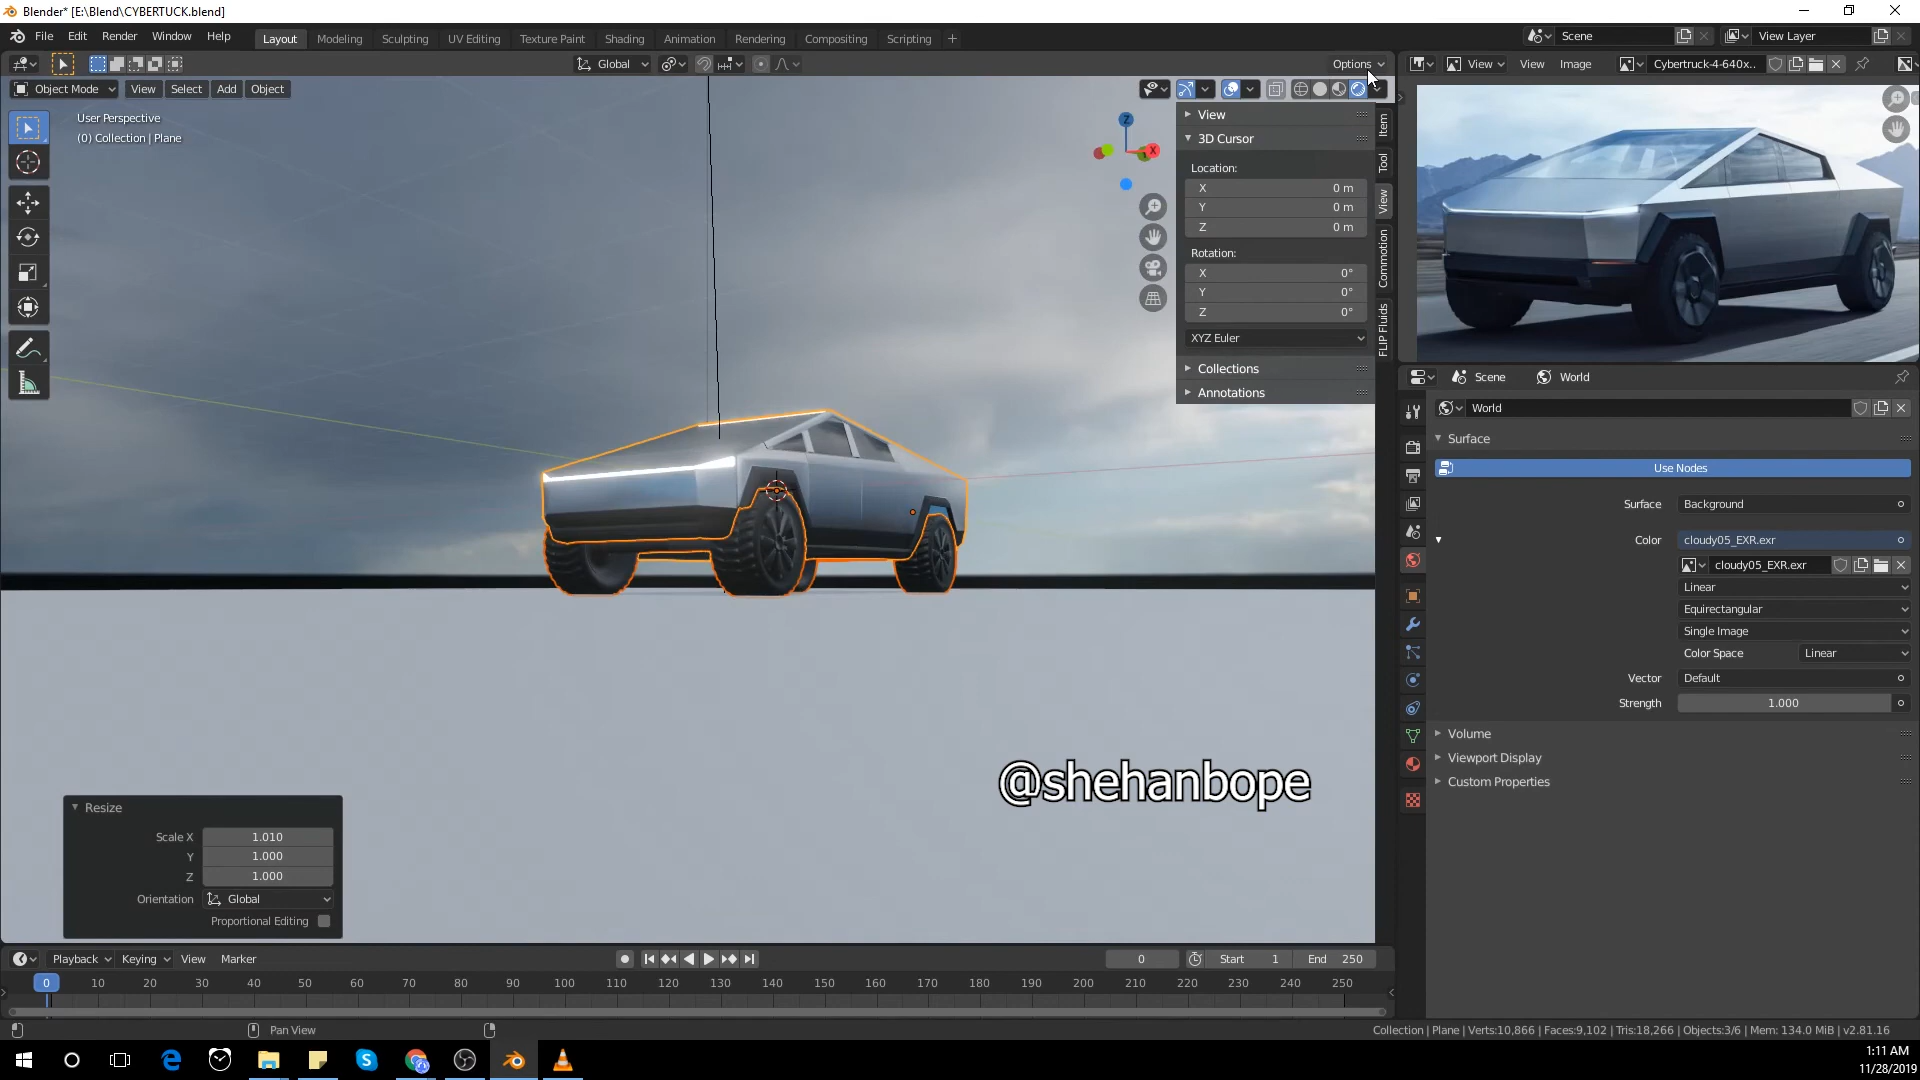 Blender* [E:\Blend\CYBERTUCK.blend]
File Edit Render Window Help
Layout Modeling Sculpting UV Editing Texture Paint Shading Animation Rendering Compositing Scripting +
Scene View Layer
Global Options
View View Image Cybertruck-4-640x..
Object Mode View Select Add Object
User Perspective
(0) Collection | Plane
Z
X
View
3D Cursor
Location:
X 0 m
Y 0 m
Z 0 m
Rotation:
X 0°
Y 0°
Z 0°
XYZ Euler
Collections
Annotations
Item
Tool
View
Commotion
FLIP Fluids
Scene World
World
Surface
Use Nodes
Surface Background
Color cloudy05_EXR.exr
cloudy05_EXR.exr
Linear
Equirectangular
Single Image
Color Space Linear
Vector Default
Strength 1.000
Volume
Viewport Display
Custom Properties
@shehanbope
Resize
Scale X 1.010
Y 1.000
Z 1.000
Orientation Global
Proportional Editing
Playback Keying View Marker 0 Start 1 End 250
0 10 20 30 40 50 60 70 80 90 100 110 120 130 140 150 160 170 180 190 200 210 220 230 240 250
Pan View
Collection | Plane | Verts:10,866 | Faces:9,102 | Tris:18,266 | Objects:3/6 | Mem: 134.0 MiB | v2.81.16
1:11 AM
11/28/2019